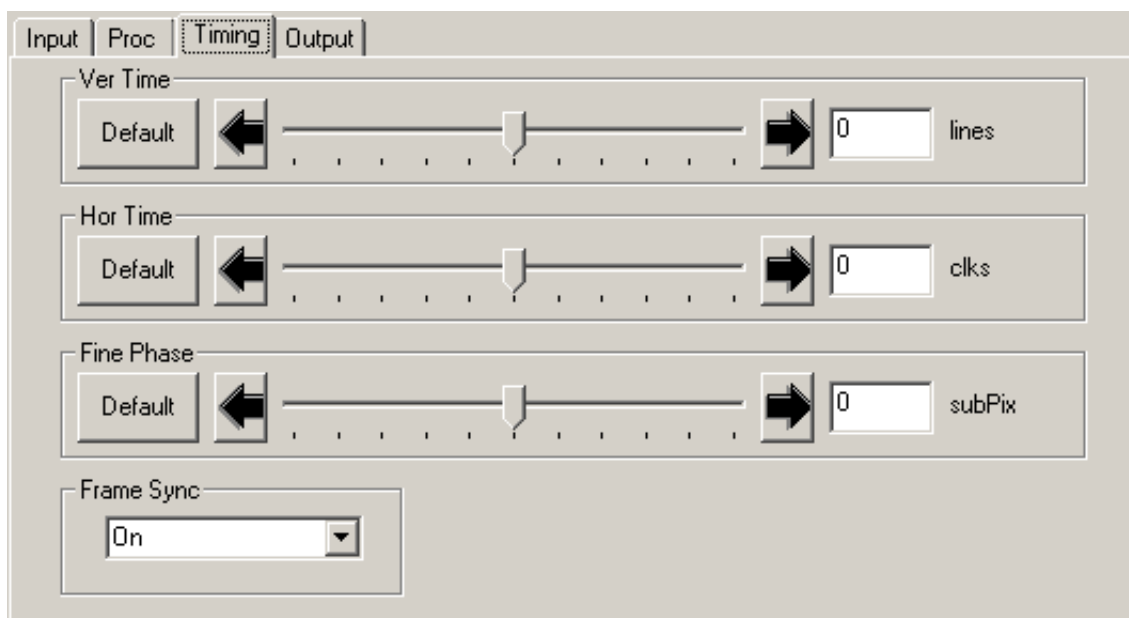 Input Proc Timing Output
Ver Time
Default 0 lines
Hor Time
Default 0 clks
Fine Phase
Default 0 subPix
Frame Sync
On